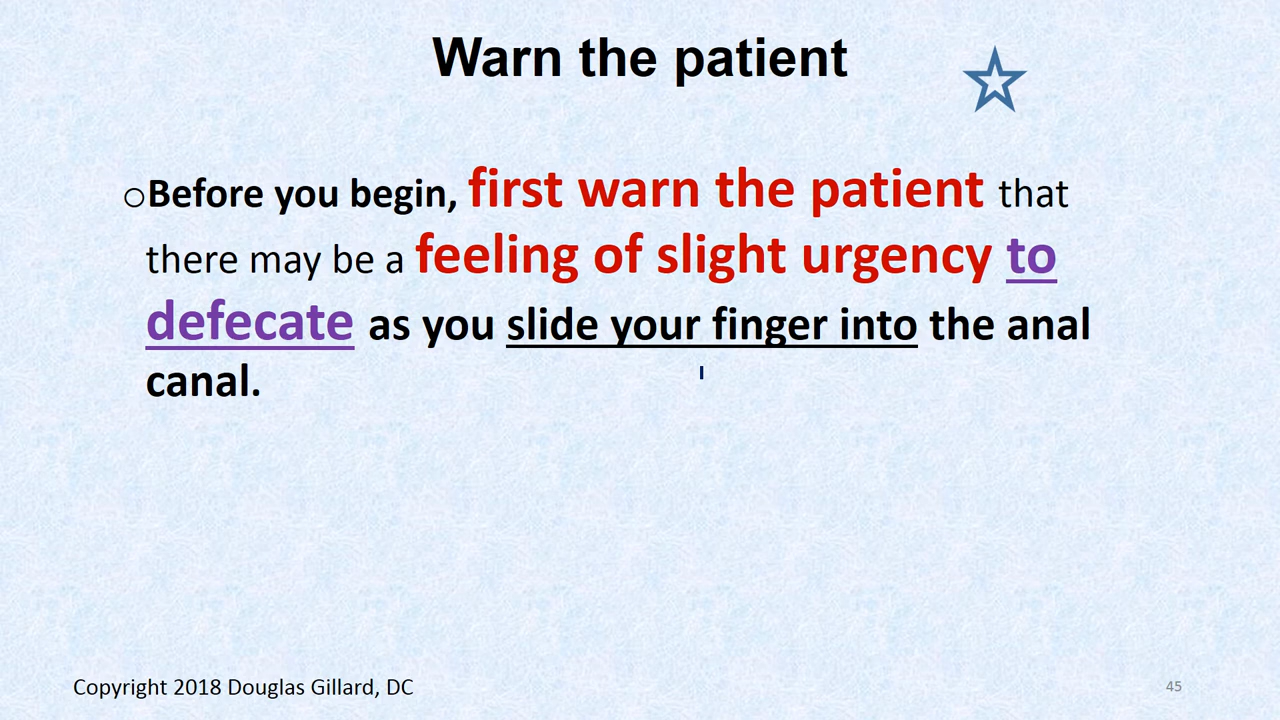 Warn the patient
oBefore you begin, first warn the patient that
there may be a feeling of slight urgency to
defecate as you slide your finger into the anal
canal.
Copyright 2018 Douglas Gillard, DC
45